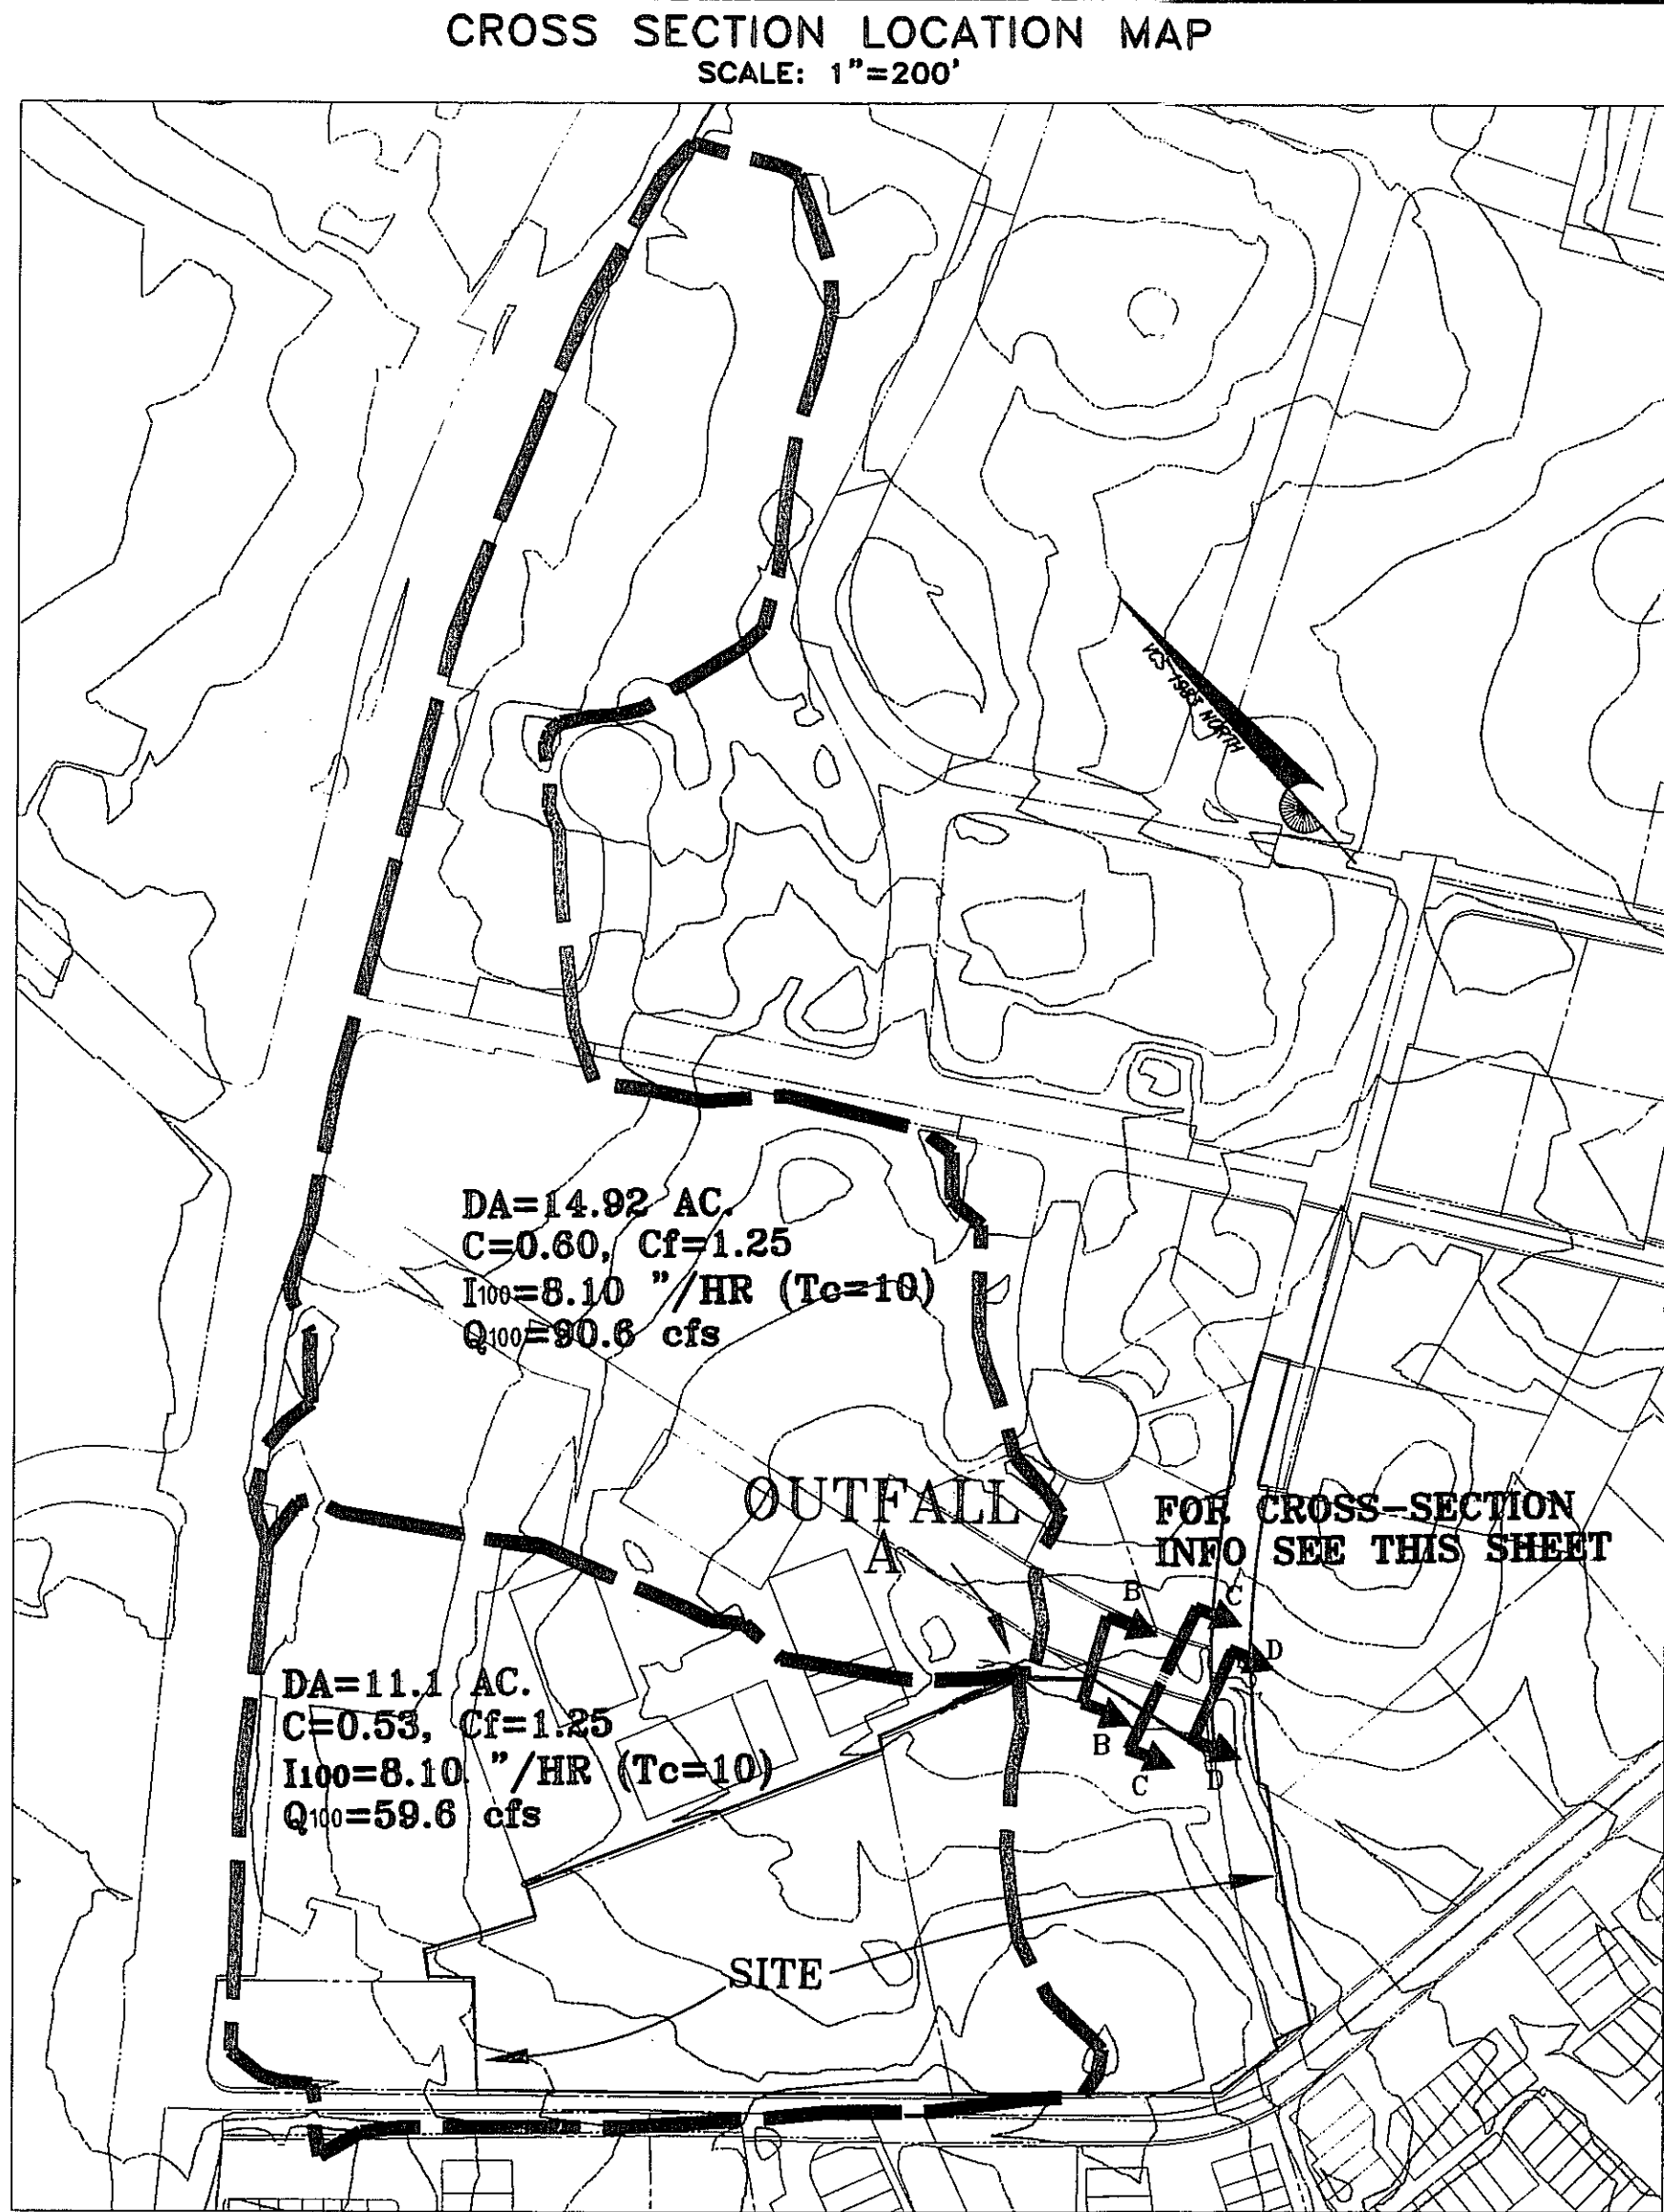 CROSS SECTION LOCATION MAP
SCALE: 1"=200'
VCS 1983 NORTH
DA=14.92 AC.
C=0.60, Cf=1.25
I100=8.10 "/HR (Tc=10)
Q100=90.6 cfs
OUTFALL
A
FOR CROSS-SECTION
INFO SEE THIS SHEET
B
C
D
B
C
D
DA=11.1 AC.
C=0.53, Cf=1.25
I100=8.10 "/HR (Tc=10)
Q100=59.6 cfs
SITE